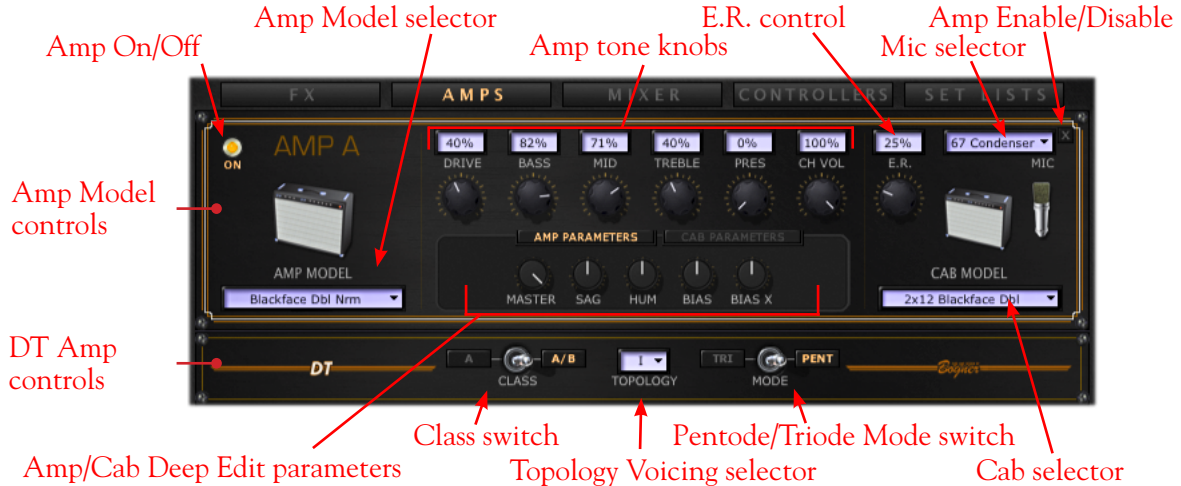 Amp Model selector
E.R. control
Amp Enable/Disable
Amp On/Off
Amp tone knobs
Mic selector
FX
AMPS
MIXER
CONTROLLERS
SET LISTS
ON
AMP A
40%
82%
71%
40%
0%
100%
25%
67 Condenser
X
DRIVE
BASS
MID
TREBLE
PRES
CH VOL
E.R.
MIC
Amp Model
controls
AMP PARAMETERS
CAB PARAMETERS
AMP MODEL
CAB MODEL
Blackface Dbl Nrm
MASTER
SAG
HUM
BIAS
BIAS X
2x12 Blackface Dbl
DT Amp
controls
DT
A
A/B
CLASS
I
TOPOLOGY
TRI
PENT
MODE
Bogner
Class switch
Pentode/Triode Mode switch
Amp/Cab Deep Edit parameters
Topology Voicing selector
Cab selector